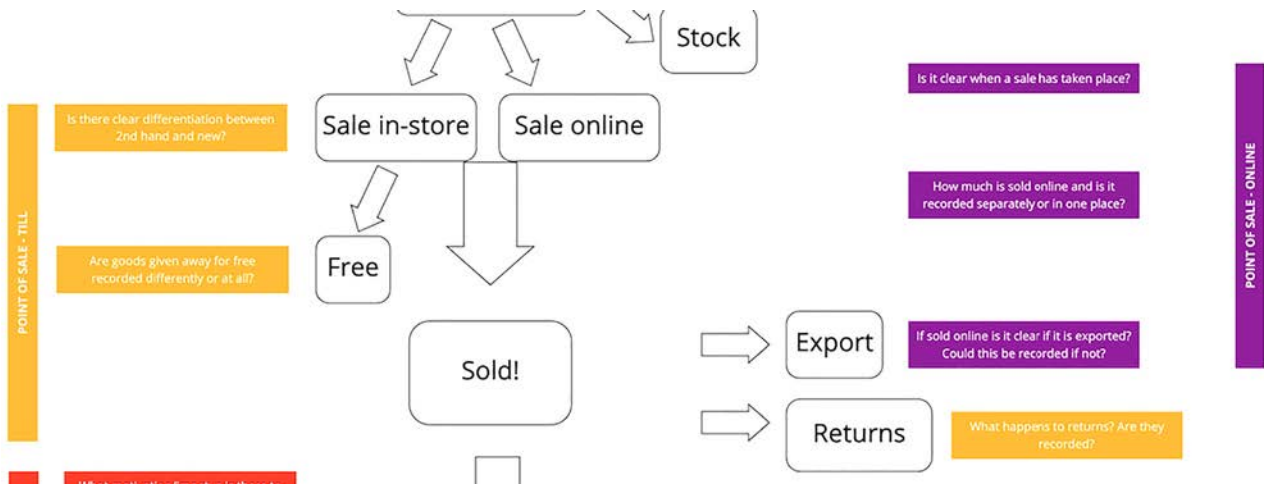 Stock
Is it clear when a sale has taken place?
Is there clear differentiation between
2nd hand and new?
Sale in-store
Sale online
How much is sold online and is it
recorded separately or in one place?
POINT OF SALE - TILL
POINT OF SALE - ONLINE
Are goods given away for free
recorded differently or at all?
Free
Sold!
Export
If sold online is it clear if it is exported?
Could this be recorded if not?
Returns
What happens to returns? Are they
recorded?